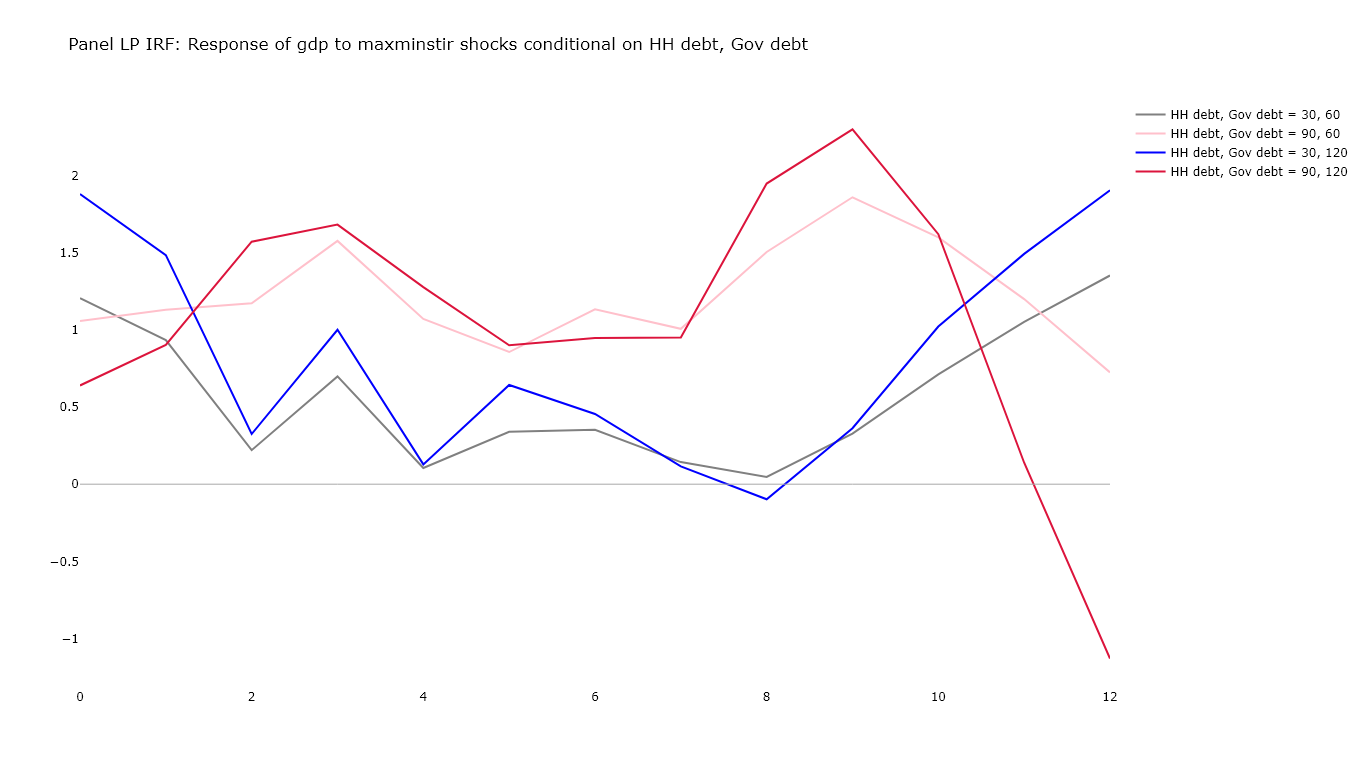 Panel LP IRF: Response of gdp to maxminstir shocks conditional on HH debt, Gov debt
HH debt, Gov debt = 30, 60
HH debt, Gov debt = 90, 60
HH debt, Gov debt = 30, 120
HH debt, Gov debt = 90, 120
2
1.5
1
0.5
0
−0.5
−1
0 2 4 6 8 10 12